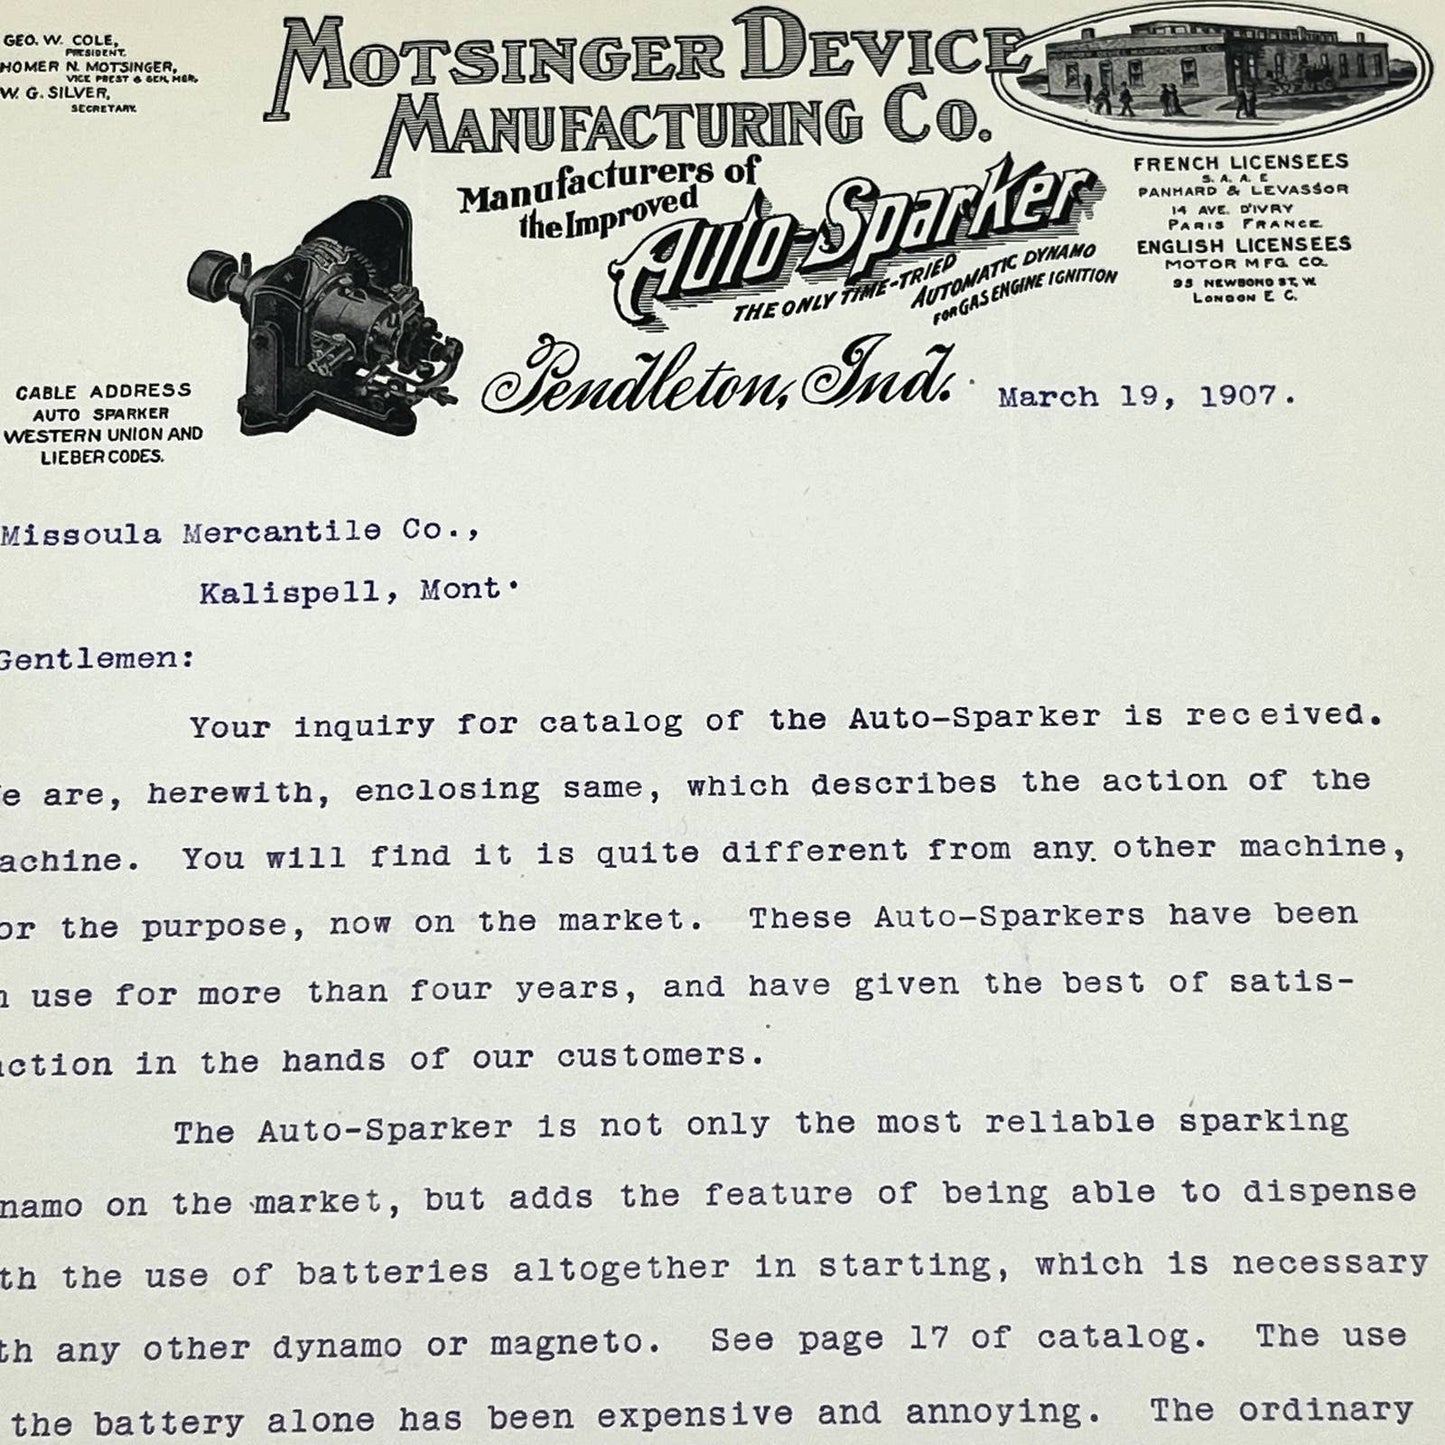 GEO. W. COLE,
PRESIDENT.
HOMER N. MOTSINGER,
VICE PREST & GEN. MGR.
W. G. SILVER,
SECRETARY.
MOTSINGER DEVICE
MANUFACTURING CO.
Manufacturers of
the Improved
Auto-Sparker
THE ONLY TIME-TRIED
AUTOMATIC DYNAMO
FOR GAS ENGINE IGNITION
FRENCH LICENSEES
S. A. A. E
PANHARD & LEVASSOR
14 AVE. D'IVRY
PARIS FRANCE.
ENGLISH LICENSEES
MOTOR MFG. CO.
95 NEWBOND ST, W.
LONDON E C.
CABLE ADDRESS
AUTO SPARKER
WESTERN UNION AND
LIEBER CODES.
Pendleton, Ind. March 19, 1907.
Missoula Mercantile Co.,
Kalispell, Mont.
Gentlemen:
Your inquiry for catalog of the Auto-Sparker is received.
e are, herewith, enclosing same, which describes the action of the
achine. You will find it is quite different from any other machine,
or the purpose, now on the market. These Auto-Sparkers have been
n use for more than four years, and have given the best of satis-
action in the hands of our customers.
The Auto-Sparker is not only the most reliable sparking
namo on the market, but adds the feature of being able to dispense
th the use of batteries altogether in starting, which is necessary
th any other dynamo or magneto. See page 17 of catalog. The use
the battery alone has been expensive and annoying. The ordinary